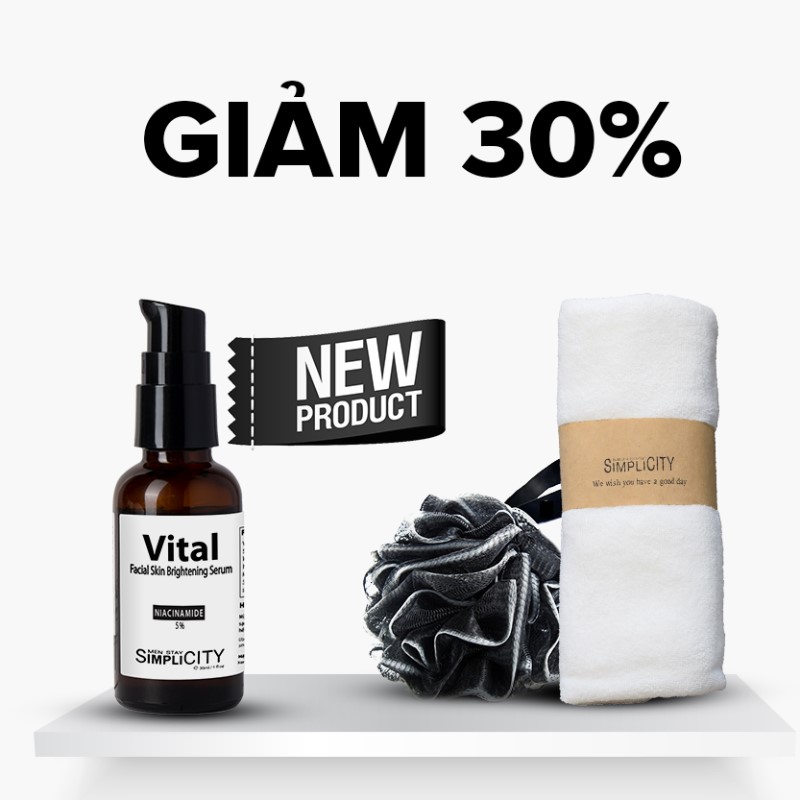 GIẢM 30%
NEW
PRODUCT
Vital
Facial Skin Brightening Serum
NIACINAMIDE
5%
MEN STAY
SIMPLICITY
SIMPLICITY
We wish you have a good day